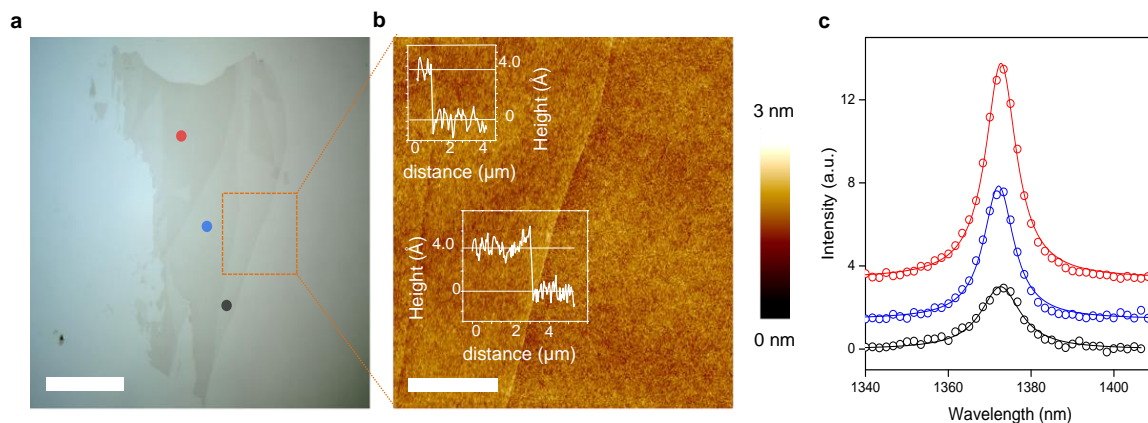 a
b
c
4.0
0
Height (Å)
0
2
4
distance (µm)
4.0
0
Height (Å)
0
2
4
distance (µm)
3 nm
0 nm
12
8
4
0
Intensity (a.u.)
1340
1360
1380
1400
Wavelength (nm)